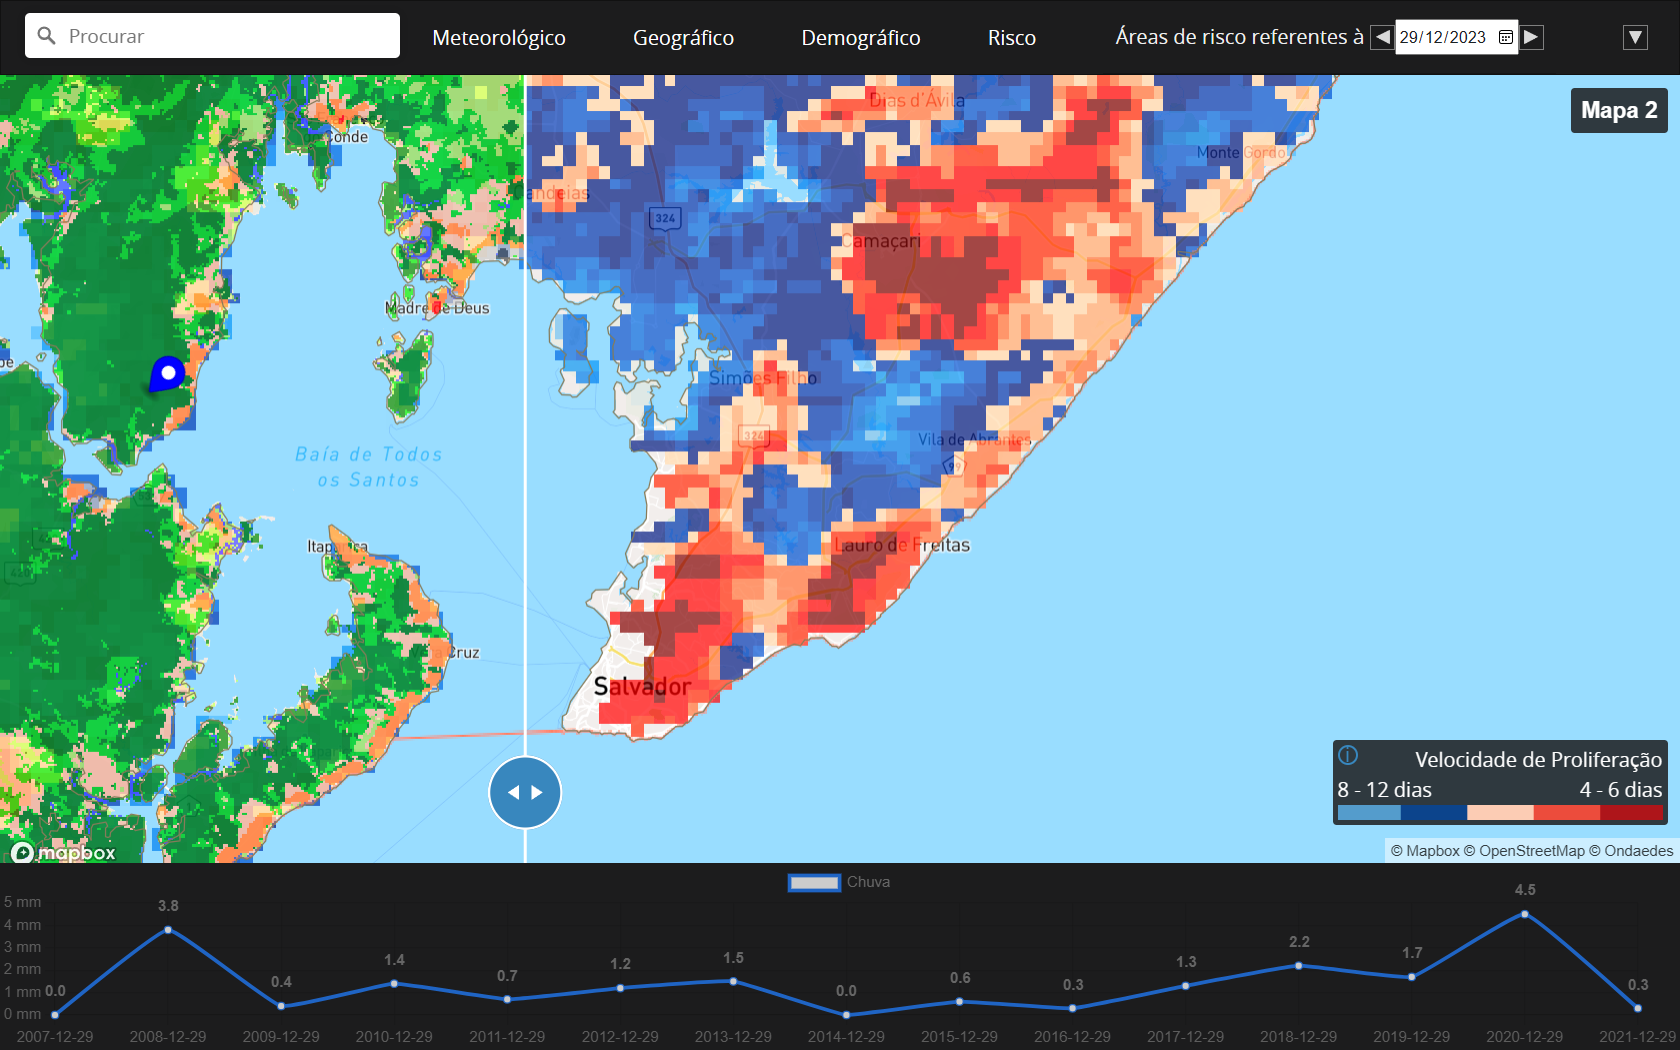 Procurar
Meteorológico
Geográfico
Demográfico
Risco
Áreas de risco referentes à
◀ 29/12/2023 ▶
▼
Mapa 2
Conde
Dias d'Ávila
Monte Gordo
andeias
324
Camaçari
Madre de Deus
pe
Simões Filho
324
Vila de Abrantes
99
Baía de Todos
os Santos
Itaparica
Lauro de Freitas
420
Cruz
Salvador
Velocidade de Proliferação
8 - 12 dias
4 - 6 dias
mapbox
© Mapbox © OpenStreetMap © Ondaedes
Chuva
5 mm
4 mm
3 mm
2 mm
1 mm
0 mm
0.0
3.8
0.4
1.4
0.7
1.2
1.5
0.0
0.6
0.3
1.3
2.2
1.7
4.5
0.3
2007-12-29
2008-12-29
2009-12-29
2010-12-29
2011-12-29
2012-12-29
2013-12-29
2014-12-29
2015-12-29
2016-12-29
2017-12-29
2018-12-29
2019-12-29
2020-12-29
2021-12-29